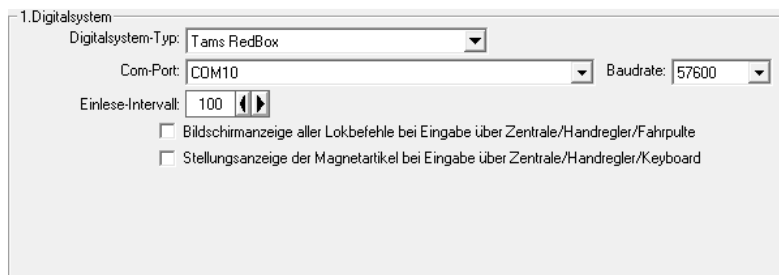 1.Digitalsystem
Digitalsystem-Typ: Tams RedBox
Com-Port: COM10 Baudrate: 57600
Einlese-Intervall: 100
Bildschirmanzeige aller Lokbefehle bei Eingabe über Zentrale/Handregler/Fahrpulte
Stellungsanzeige der Magnetartikel bei Eingabe über Zentrale/Handregler/Keyboard